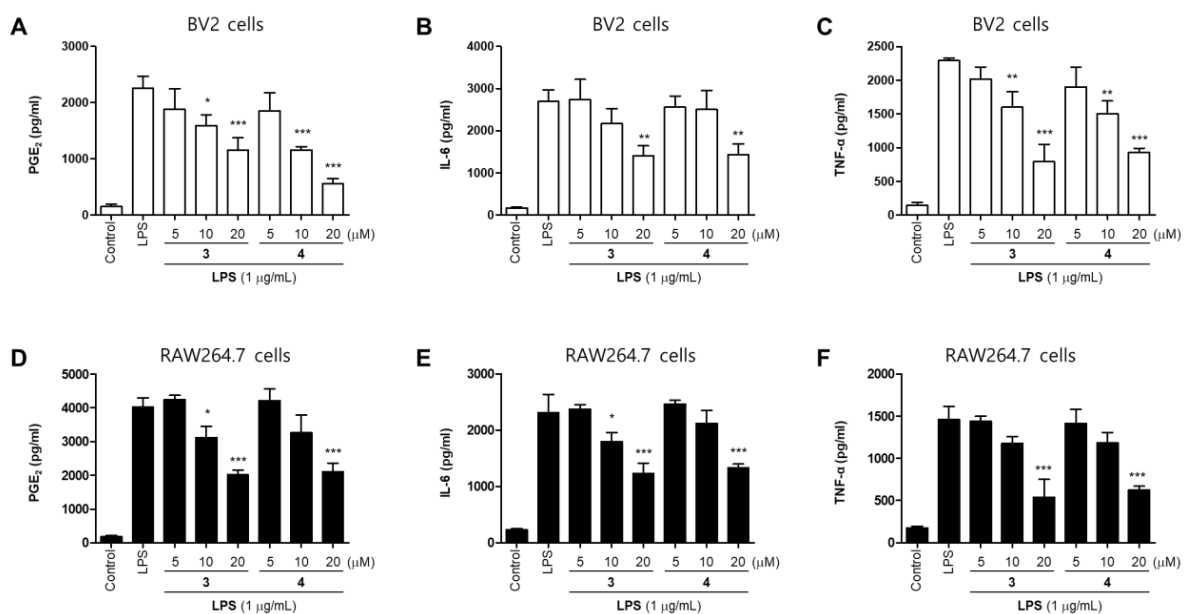 A
BV2 cells
PGE2 (pg/ml)
3000
2000
1000
0
*
***
***
***
Control
LPS
5 10 20 5 10 20 (μM)
3 4
LPS (1 μg/mL)
B
BV2 cells
IL-6 (pg/ml)
4000
3000
2000
1000
0
**
**
Control
LPS
5 10 20 5 10 20 (μM)
3 4
LPS (1 μg/mL)
C
BV2 cells
TNF-α (pg/ml)
2500
2000
1500
1000
500
0
**
***
**
***
Control
LPS
5 10 20 5 10 20 (μM)
3 4
LPS (1 μg/mL)
D
RAW264.7 cells
PGE2 (pg/ml)
5000
4000
3000
2000
1000
0
*
***
***
Control
LPS
5 10 20 5 10 20 (μM)
3 4
LPS (1 μg/mL)
E
RAW264.7 cells
IL-6 (pg/ml)
3000
2000
1000
0
*
***
***
Control
LPS
5 10 20 5 10 20 (μM)
3 4
LPS (1 μg/mL)
F
RAW264.7 cells
TNF-α (pg/ml)
2000
1500
1000
500
0
***
***
Control
LPS
5 10 20 5 10 20 (μM)
3 4
LPS (1 μg/mL)